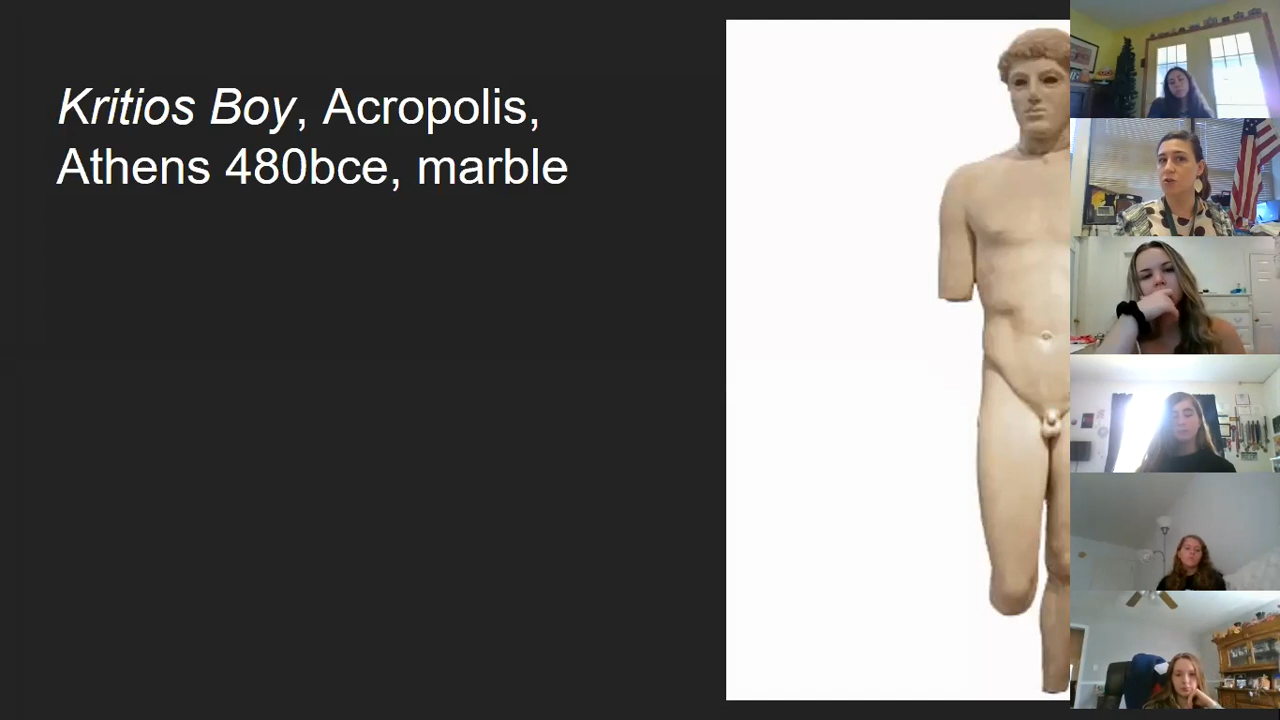 Kritios Boy, Acropolis,
Athens 480bce, marble